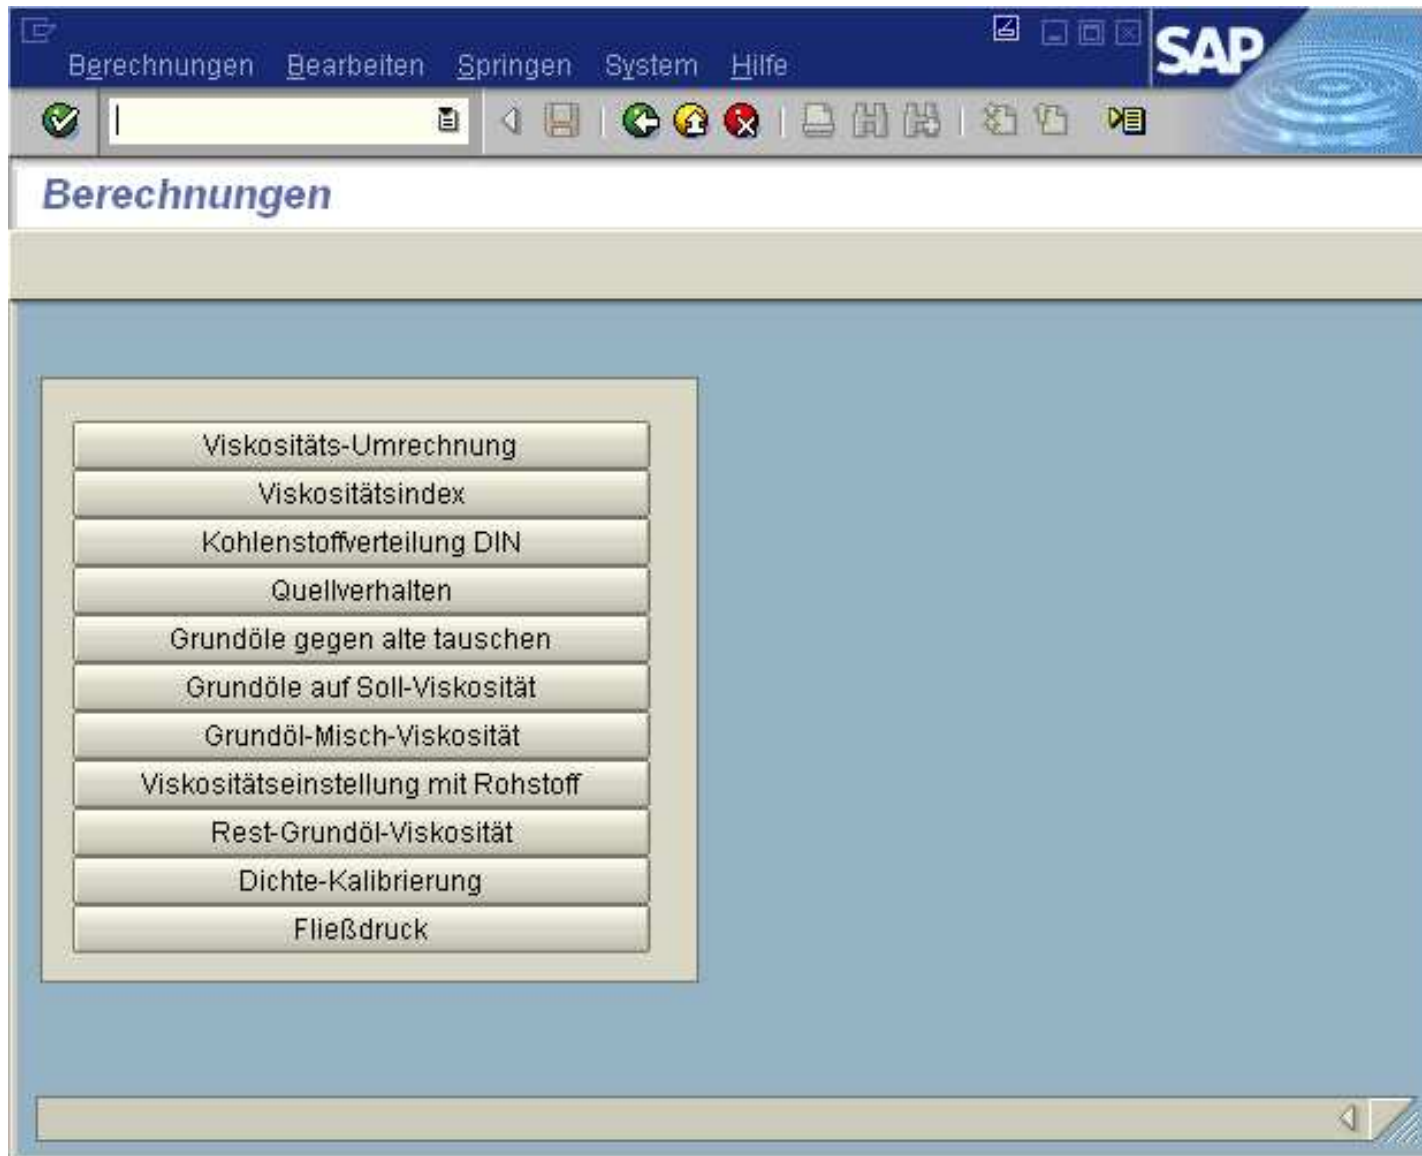 Berechnungen Bearbeiten Springen System Hilfe
SAP
Berechnungen
Viskositäts-Umrechnung
Viskositätsindex
Kohlenstoffverteilung DIN
Quellverhalten
Grundöle gegen alte tauschen
Grundöle auf Soll-Viskosität
Grundöl-Misch-Viskosität
Viskositätseinstellung mit Rohstoff
Rest-Grundöl-Viskosität
Dichte-Kalibrierung
Fließdruck